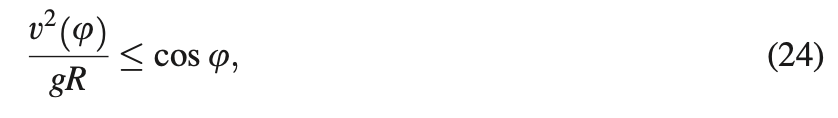 v²(φ)/gR ≤ cos φ, (24)